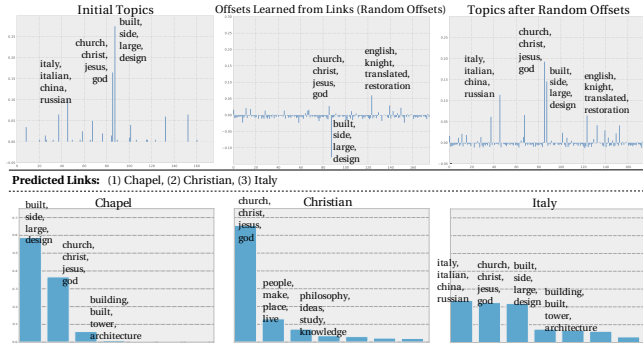 Initial Topics
built,
side,
large,
design
church,
christ,
jesus,
god
italy,
italian,
china,
russian
Offsets Learned from Links (Random Offsets)
church,
christ,
jesus,
god
english,
knight,
translated,
restoration
built,
side,
large,
design
Topics after Random Offsets
church,
christ,
jesus,
god
italy,
italian,
china,
russian
built,
side,
large,
design
english,
knight,
translated,
restoration
Predicted Links: (1) Chapel, (2) Christian, (3) Italy
Chapel
built,
side,
large,
design
church,
christ,
jesus,
god
building,
built,
tower,
architecture
Christian
church,
christ,
jesus,
god
people,
make,
place,
live
philosophy,
ideas,
study,
knowledge
Italy
italy,
italian,
china,
russian
church,
christ,
jesus,
god
built,
side,
large,
design
building,
built,
tower,
architecture